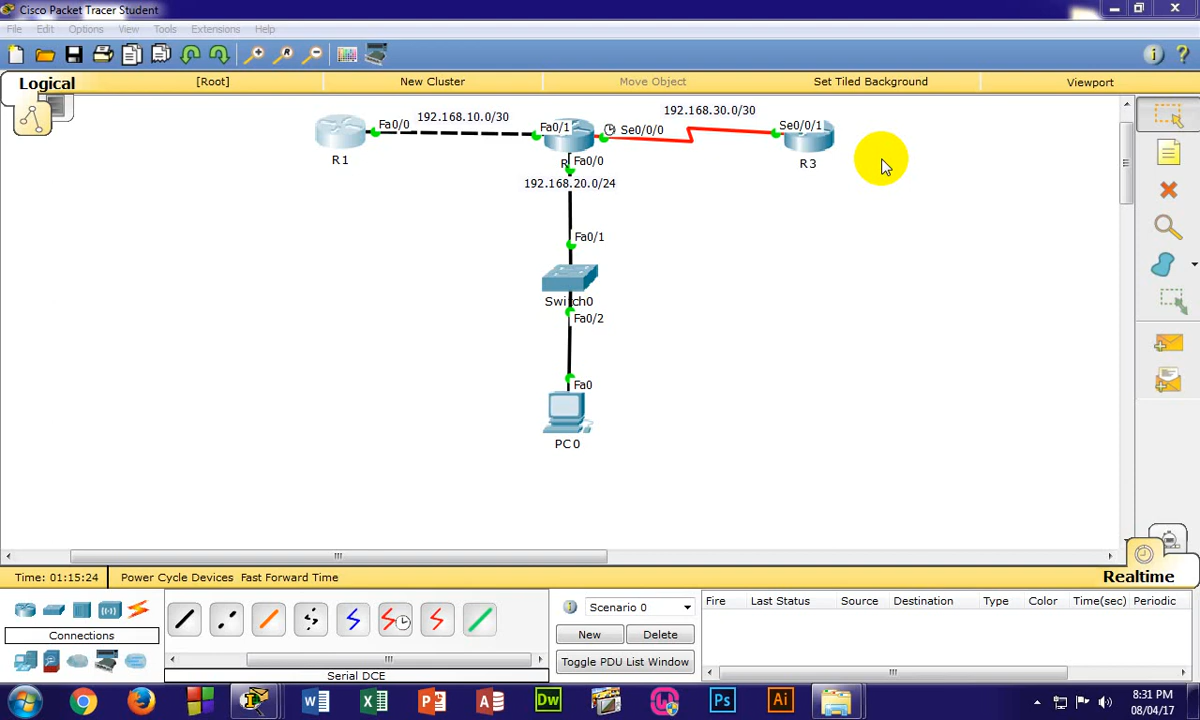 Cisco Packet Tracer Student
File Edit Options View Tools Extensions Help
Logical [Root] New Cluster Move Object Set Tiled Background Viewport
192.168.10.0/30
192.168.30.0/30
Fa0/0
Fa0/1
Se0/0/0
Se0/0/1
R1
R
Fa0/0
R3
192.168.20.0/24
Fa0/1
Switch0
Fa0/2
Fa0
PC0
Time: 01:15:24 Power Cycle Devices Fast Forward Time
Realtime
Connections
Serial DCE
Scenario 0
New Delete
Toggle PDU List Window
Fire Last Status Source Destination Type Color Time(sec) Periodic
Dw
Ps
Ai
8:31 PM
08/04/17